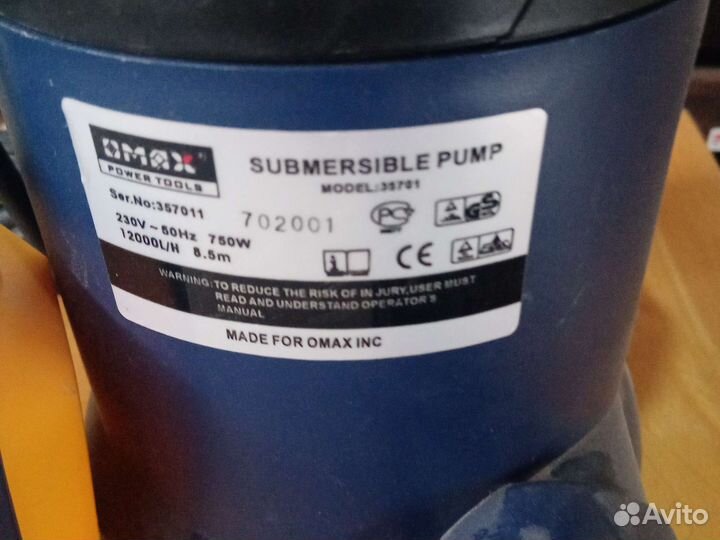 OMAX®
POWER TOOLS
SUBMERSIBLE PUMP
MODEL:35701
Ser.No:357011 702001
230V ~ 50Hz 750W
12000L/H 8.5m
PC
GS
CE
WARNING: TO REDUCE THE RISK OF IN JURY,USER MUST
READ AND UNDERSTAND OPERATOR'S
MANUAL
MADE FOR OMAX INC
Avito